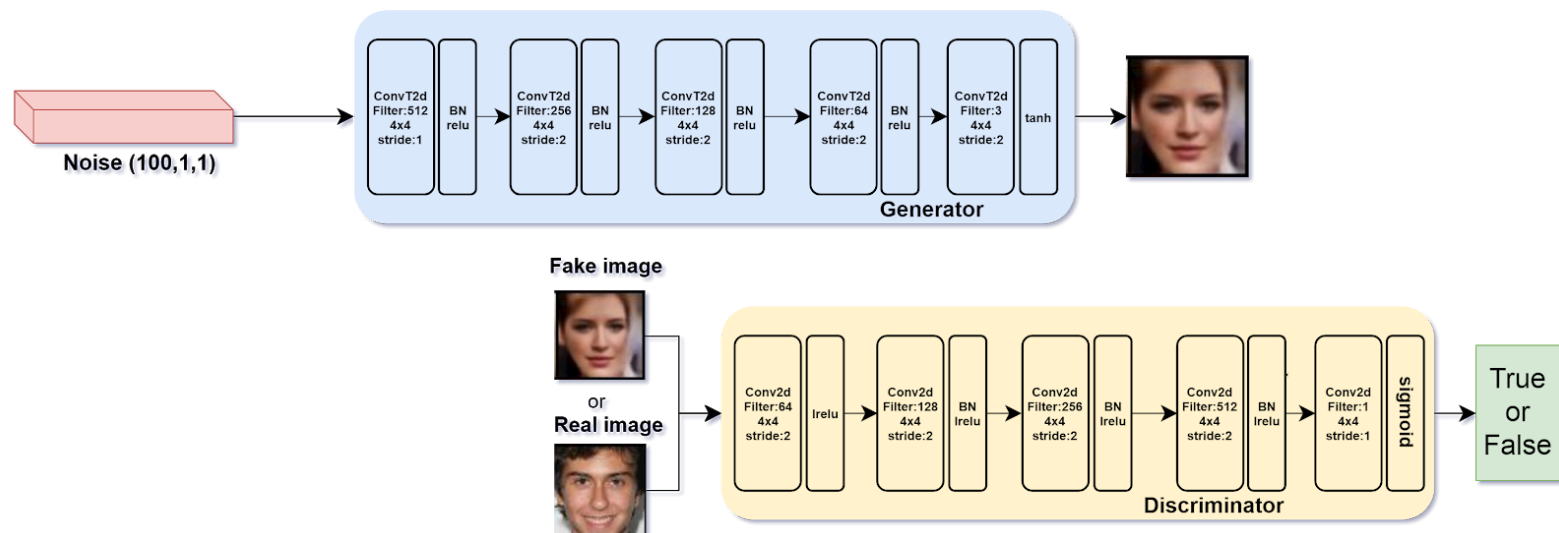 Noise (100,1,1)
ConvT2d
Filter:512
4x4
stride:1
BN
relu
ConvT2d
Filter:256
4x4
stride:2
BN
relu
ConvT2d
Filter:128
4x4
stride:2
BN
relu
ConvT2d
Filter:64
4x4
stride:2
BN
relu
ConvT2d
Filter:3
4x4
stride:2
tanh
Generator
Fake image
or
Real image
Conv2d
Filter:64
4x4
stride:2
lrelu
Conv2d
Filter:128
4x4
stride:2
BN
lrelu
Conv2d
Filter:256
4x4
stride:2
BN
lrelu
Conv2d
Filter:512
4x4
stride:2
BN
lrelu
Conv2d
Filter:1
4x4
stride:1
sigmoid
Discriminator
True
or
False